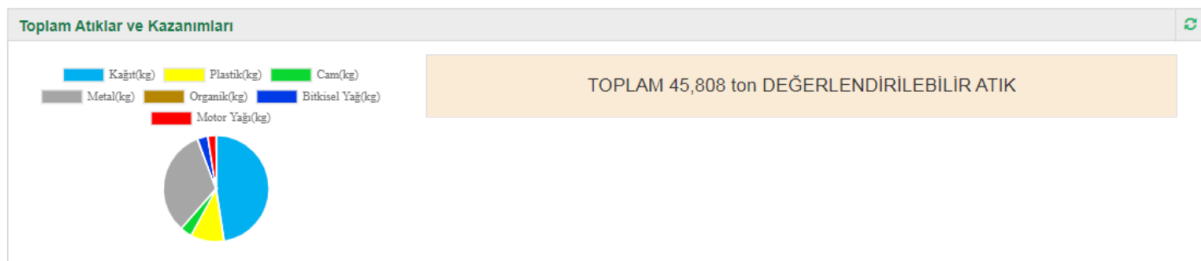 Toplam Atıklar ve Kazanımları
Kağıt(kg) Plastik(kg) Cam(kg)
Metal(kg) Organik(kg) Bitkisel Yağ(kg)
Motor Yağı(kg)
TOPLAM 45,808 ton DEĞERLENDİRİLEBİLİR ATIK